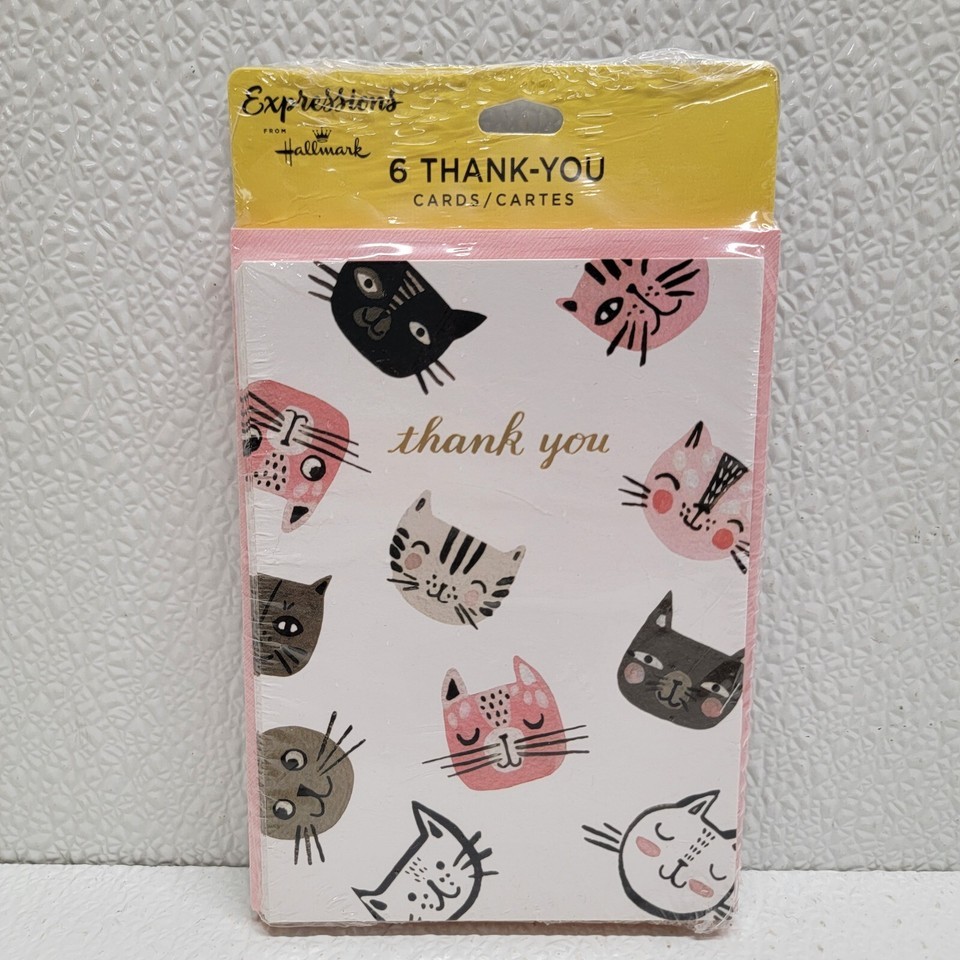 Expressions
FROM
Hallmark
6 THANK-YOU
CARDS/CARTES
thank you